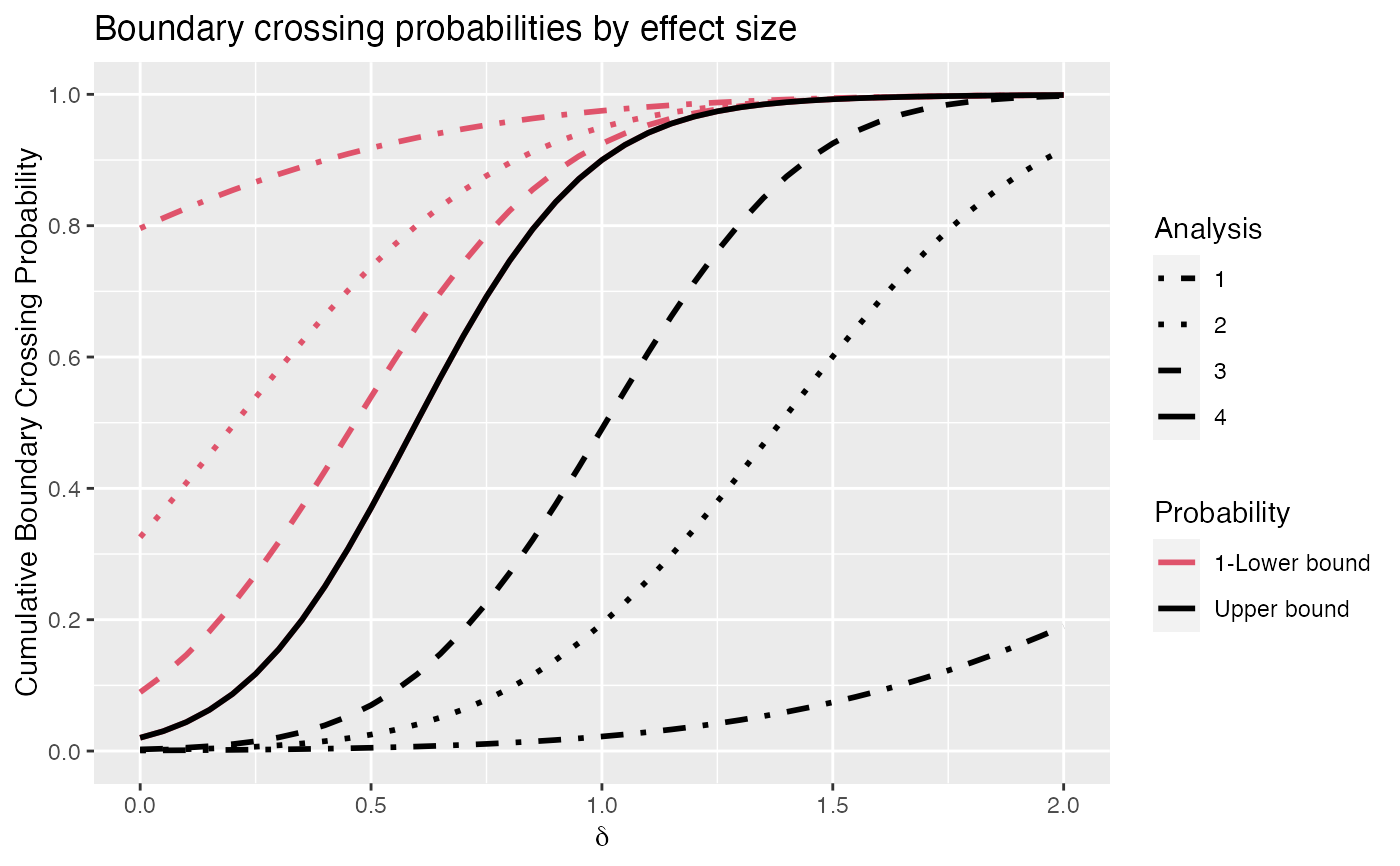 Boundary crossing probabilities by effect size
Cumulative Boundary Crossing Probability
1.0
0.8
0.6
0.4
0.2
0.0
0.0
0.5
1.0
1.5
2.0
δ
Analysis
1
2
3
4
Probability
1-Lower bound
Upper bound